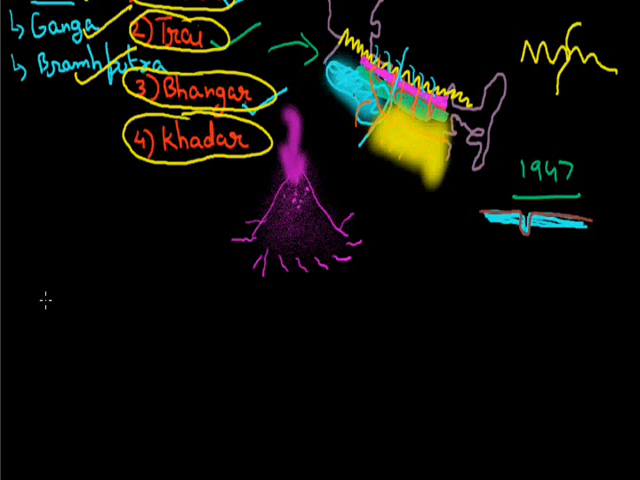 ↳ Ganga
2) Trai
↳ Bramhputra
3) Bhangar
4) Khadar
1947